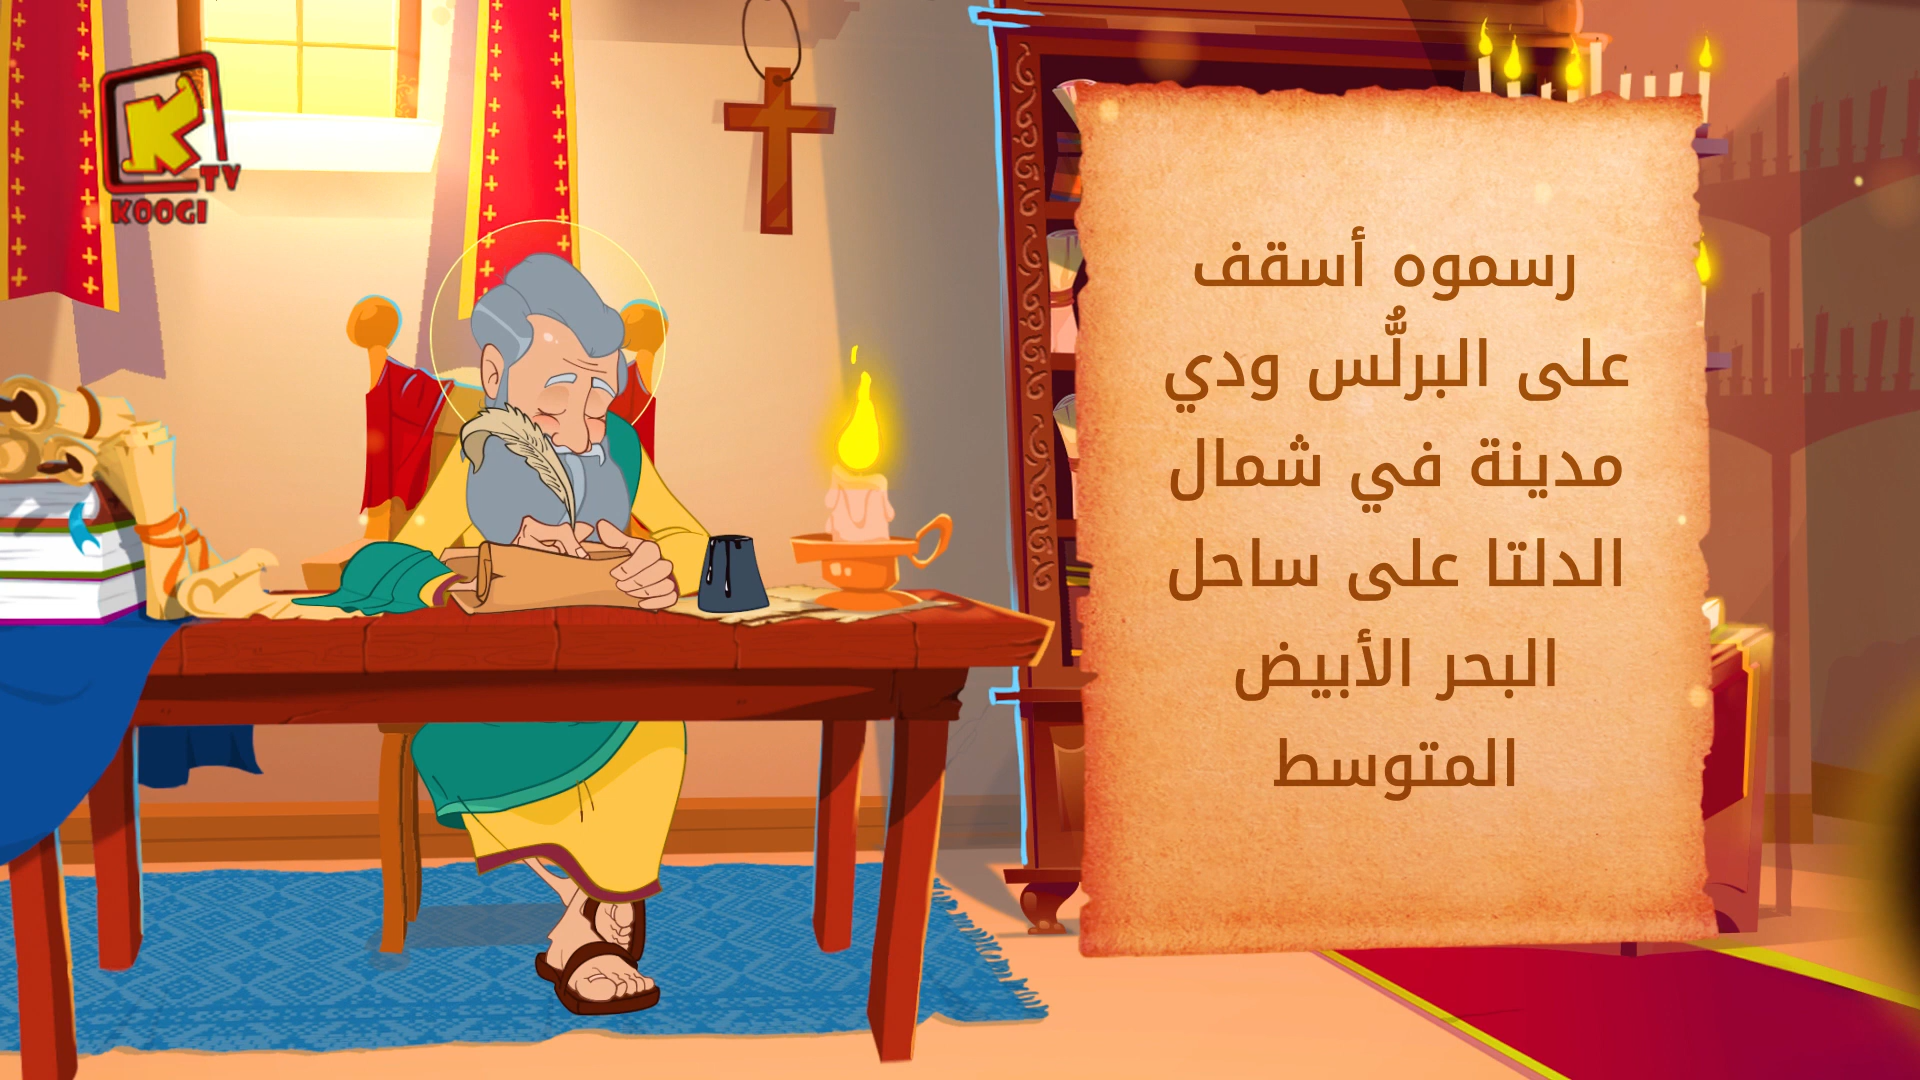 KOOGI TV
رسموه أسقف
على البرلُّس ودي
مدينة في شمال
الدلتا على ساحل
البحر الأبيض
المتوسط